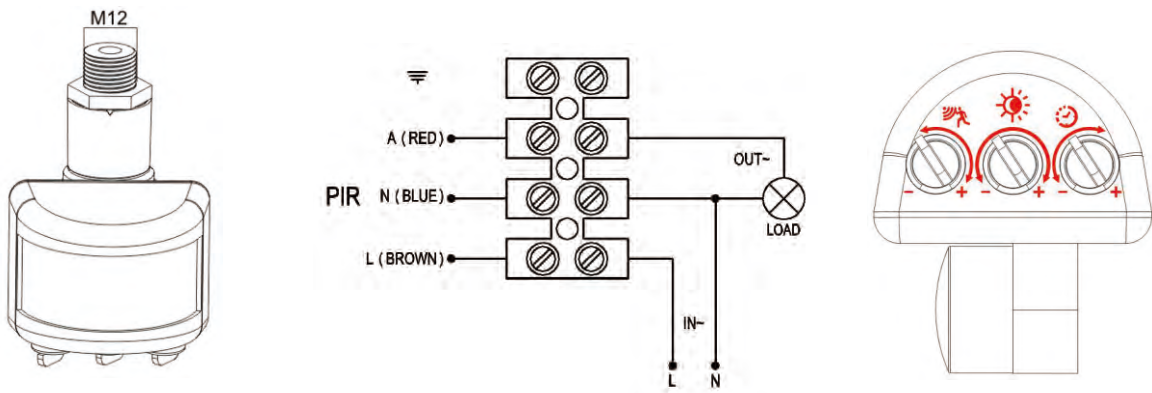 M12
A (RED)
OUT~
PIR
N (BLUE)
LOAD
L (BROWN)
IN~
L
N
- + - + - +